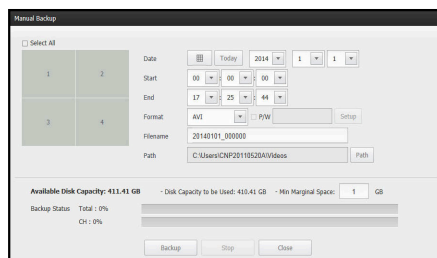 Manual Backup
Select All
1 2
3 4
Date Today 2014 1 1
Start 00 : 00 : 00
End 17 : 25 : 44
Format AVI P/W Setup
Filename 20140101_000000
Path C:\Users\CNP20110520A\Videos Path
Available Disk Capacity: 411.41 GB - Disk Capacity to be Used: 410.41 GB - Min Marginal Space: 1 GB
Backup Status Total : 0%
CH : 0%
Backup Stop Close